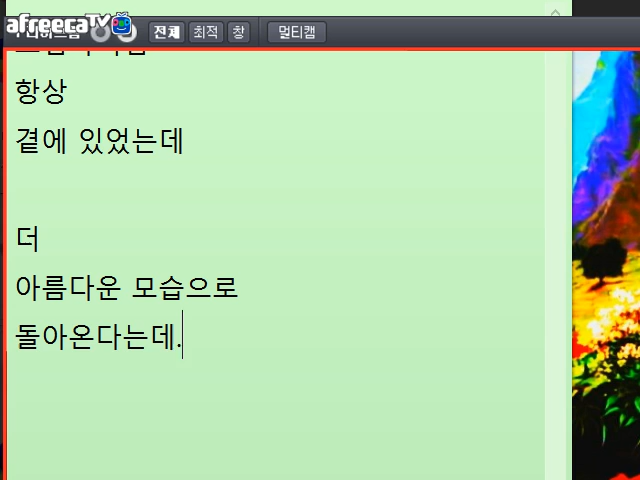 afreecaTV
전체 최적 창 멀티캠
항상
곁에 있었는데
더
아름다운 모습으로
돌아온다는데.